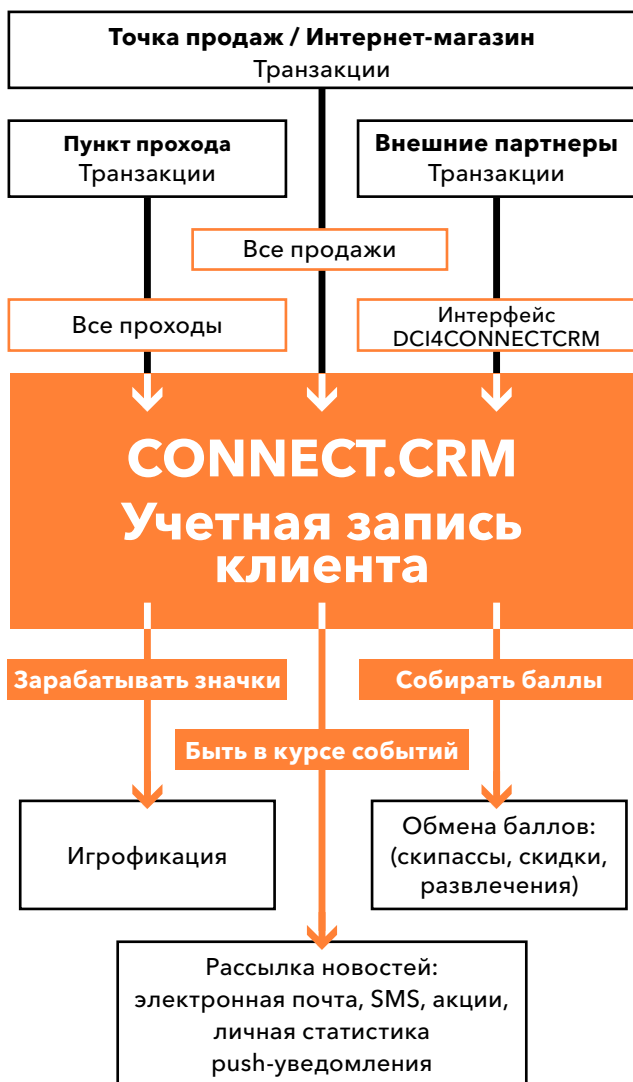 Точка продаж / Интернет-магазин
Транзакции
Пункт прохода
Транзакции
Внешние партнеры
Транзакции
Все продажи
Все проходы
Интерфейс
DCI4CONNECTCRM
CONNECT.CRM
Учетная запись
клиента
Зарабатывать значки
Собирать баллы
Быть в курсе событий
Игрофикация
Обмена баллов:
(скипассы, скидки,
развлечения)
Рассылка новостей:
электронная почта, SMS, акции,
личная статистика
push-уведомления